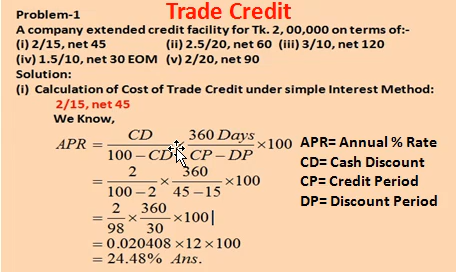 Trade Credit
Problem-1
A company extended credit facility for Tk. 2, 00,000 on terms of:-
(i) 2/15, net 45 (ii) 2.5/20, net 60 (iii) 3/10, net 120
(iv) 1.5/10, net 30 EOM (v) 2/20, net 90
Solution:
(i) Calculation of Cost of Trade Credit under simple Interest Method:
2/15, net 45
We Know,
APR = CD / 100 − CD × 360 Days / CP − DP ×100
= 2 / 100 − 2 × 360 / 45 − 15 ×100
= 2 / 98 × 360 / 30 ×100
= 0.020408 ×12 ×100
= 24.48% Ans.
APR= Annual % Rate
CD= Cash Discount
CP= Credit Period
DP= Discount Period